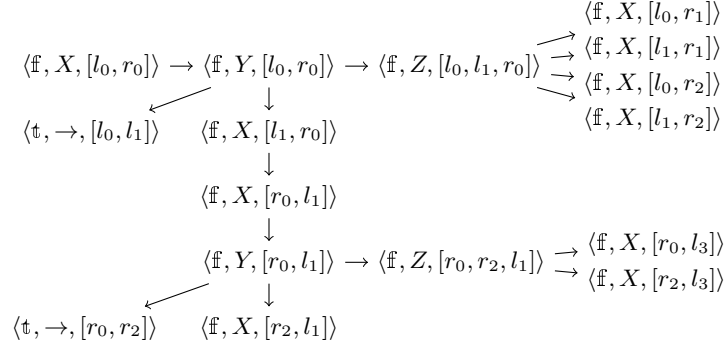 ⟨𝕗, X, [l₀, r₁]⟩
⟨𝕗, X, [l₀, r₀]⟩ → ⟨𝕗, Y, [l₀, r₀]⟩ → ⟨𝕗, Z, [l₀, l₁, r₀]⟩
⟨𝕗, X, [l₁, r₁]⟩
⟨𝕗, X, [l₀, r₂]⟩
⟨𝕗, X, [l₁, r₂]⟩
⟨𝕥, →, [l₀, l₁]⟩ ⟨𝕗, X, [l₁, r₀]⟩
⟨𝕗, X, [r₀, l₁]⟩
⟨𝕗, Y, [r₀, l₁]⟩ → ⟨𝕗, Z, [r₀, r₂, l₁]⟩
⟨𝕗, X, [r₀, l₃]⟩
⟨𝕗, X, [r₂, l₃]⟩
⟨𝕥, →, [r₀, r₂]⟩ ⟨𝕗, X, [r₂, l₁]⟩